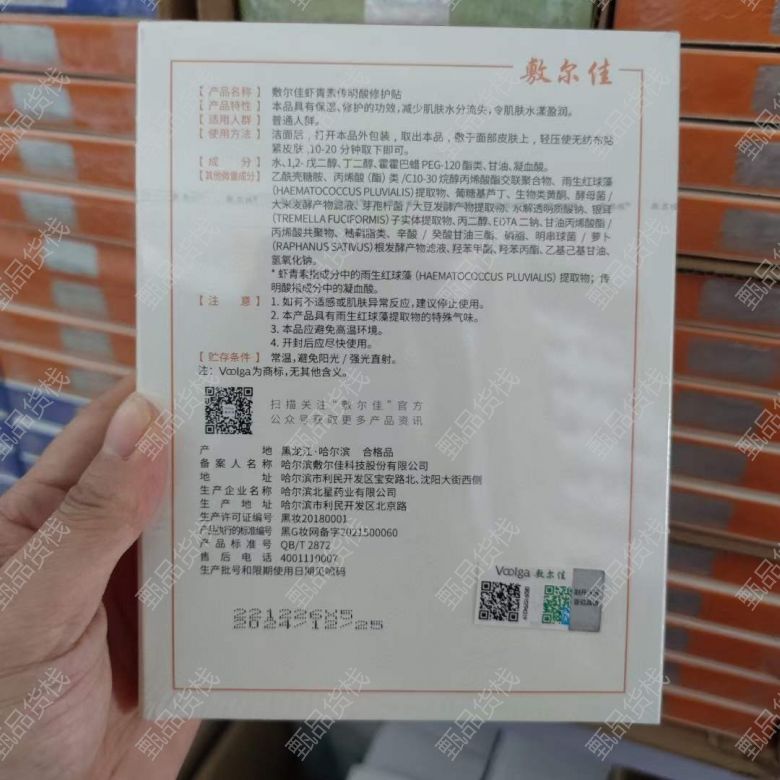 敷尔佳
【产品名称】 敷尔佳虾青素传明酸修护贴
【产品特性】 本品具有保湿、修护的功效，减少肌肤水分流失，令肌肤水漾盈润。
【适用人群】 普通人群。
【使用方法】 洁面后，打开本品外包装，取出本品，敷于面部皮肤上，轻压使无纺布贴
紧皮肤，10-20 分钟取下即可。
【成 分】 水、1,2-戊二醇、丁二醇、霍霍巴蜡 PEG-120 酯类、甘油、凝血酸。
【其他微量成分】 乙酰壳糖胺、丙烯酸（酯）类 /C10-30 烷醇丙烯酸酯交联聚合物、雨生红球藻
(HAEMATOCOCCUS PLUVIALIS) 提取物、葡糖基芦丁、生物类黄酮、酵母菌 /
大米发酵产物滤液、芽孢杆菌 / 大豆发酵产物提取物、水解透明质酸钠、银耳
(TREMELLA FUCIFORMIS) 子实体提取物、丙二醇、EDTA 二钠、甘油丙烯酸酯 /
丙烯酸共聚物、稀释脂类、辛酸 / 癸酸甘油三酯、磷脂、明串球菌 / 萝卜
(RAPHANUS SATIVUS) 根发酵产物滤液、羟苯甲酯、羟苯丙酯、乙基己基甘油、
氢氧化钠。
* 虾青素指成分中的雨生红球藻 (HAEMATOCOCCUS PLUVIALIS) 提取物；传
明酸指成分中的凝血酸。
【注 意】 1. 如有不适感或肌肤异常反应，建议停止使用。
2. 本产品具有雨生红球藻提取物的特殊气味。
3. 本品应避免高温环境。
4. 开封后应尽快使用。
【贮存条件】 常温，避免阳光 / 强光直射。
注：Voolga 为商标，无其他含义。
扫描关注“敷尔佳”官方
公众号获取更多产品资讯
产 地 黑龙江·哈尔滨 合格品
备案人名称 哈尔滨敷尔佳科技股份有限公司
地 址 哈尔滨市利民开发区宝安路北、沈阳大街西侧
生产企业名称 哈尔滨北星药业有限公司
生产地址 哈尔滨市利民开发区北京路
生产许可证编号 黑妆20180001
产品执行的标准编号 黑G妆网备字2021500060
产品标准号 QB/T 2872
售后电话 4001119007
生产批号和限期使用日期见喷码
Voolga 敷尔佳
221226X5
2024/12/25
甄品货栈